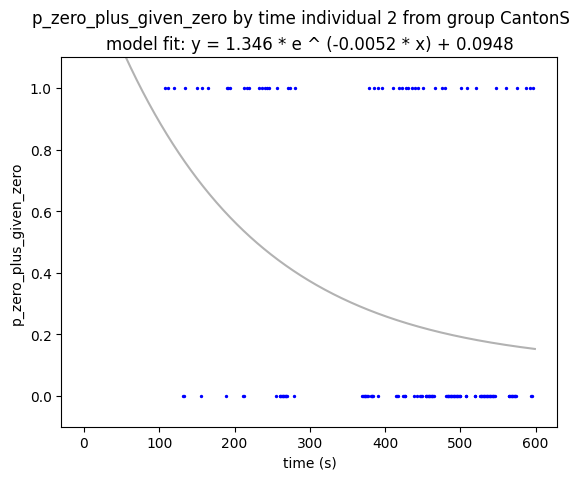 p_zero_plus_given_zero by time individual 2 from group CantonS
model fit: y = 1.346 * e ^ (-0.0052 * x) + 0.0948
1.0
0.8
0.6
0.4
0.2
0.0
p_zero_plus_given_zero
0 100 200 300 400 500 600
time (s)